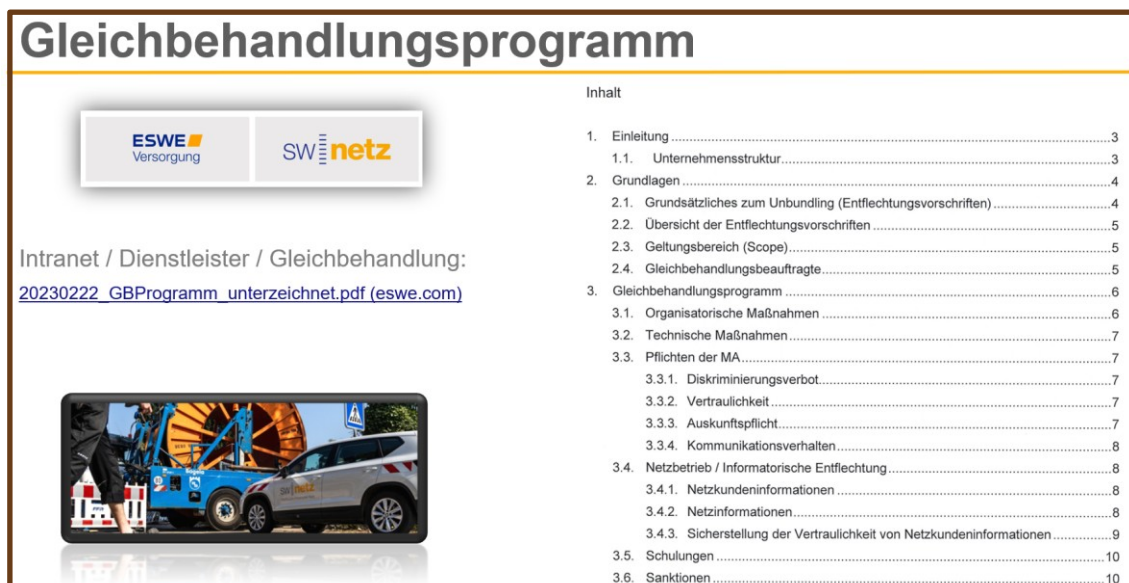 Gleichbehandlungsprogramm
ESWE
Versorgung
sw netz
Intranet / Dienstleister / Gleichbehandlung:
20230222_GBProgramm_unterzeichnet.pdf (eswe.com)
sw netz
Inhalt
1. Einleitung 3
1.1. Unternehmensstruktur 3
2. Grundlagen 4
2.1. Grundsätzliches zum Unbundling (Entflechtungsvorschriften) 4
2.2. Übersicht der Entflechtungsvorschriften 5
2.3. Geltungsbereich (Scope) 5
2.4. Gleichbehandlungsbeauftragte 5
3. Gleichbehandlungsprogramm 6
3.1. Organisatorische Maßnahmen 6
3.2. Technische Maßnahmen 7
3.3. Pflichten der MA 7
3.3.1. Diskriminierungsverbot 7
3.3.2. Vertraulichkeit 7
3.3.3. Auskunftspflicht 7
3.3.4. Kommunikationsverhalten 8
3.4. Netzbetrieb / Informatorische Entflechtung 8
3.4.1. Netzkundeninformationen 8
3.4.2. Netzinformationen 8
3.4.3. Sicherstellung der Vertraulichkeit von Netzkundeninformationen 9
3.5. Schulungen 10
3.6. Sanktionen 10